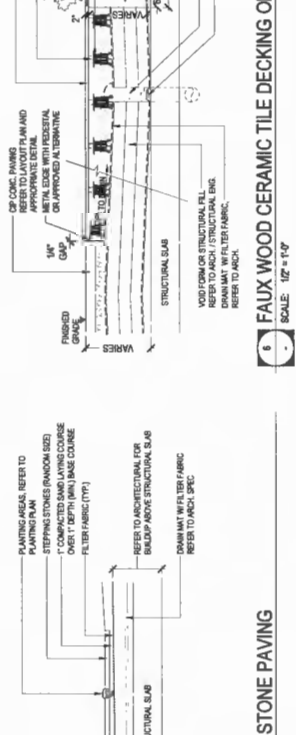 CIP CONC. PAVING
REFER TO LAYOUT PLAN AND
APPROPRIATE DETAIL
METAL EDGE WITH PEDESTAL
OR APPROVED ALTERNATIVE
1/4"
GAP
FINISHED
GRADE
VARIES
2"
VARIES
STRUCTURAL SLAB
VOID FORM OR STRUCTURAL FILL
REFER TO ARCH / STRUCTURAL ENG.
DRAIN MAT W/ FILTER FABRIC,
REFER TO ARCH.
6
FAUX WOOD CERAMIC TILE DECKING O
SCALE: 1/2" = 1'-0"
PLANTING AREAS, REFER TO
PLANTING PLAN
STEPPING STONES (RANDOM SIZE)
1" COMPACTED SAND LAYING COURSE
OVER 1" DEPTH (MIN.) BASE COURSE
FILTER FABRIC (TYP.)
REFER TO ARCHITECTURAL FOR
BUILDUP ABOVE STRUCTURAL SLAB
DRAIN MAT W/ FILTER FABRIC
REFER TO ARCH. SPEC
CTURAL SLAB
STONE PAVING